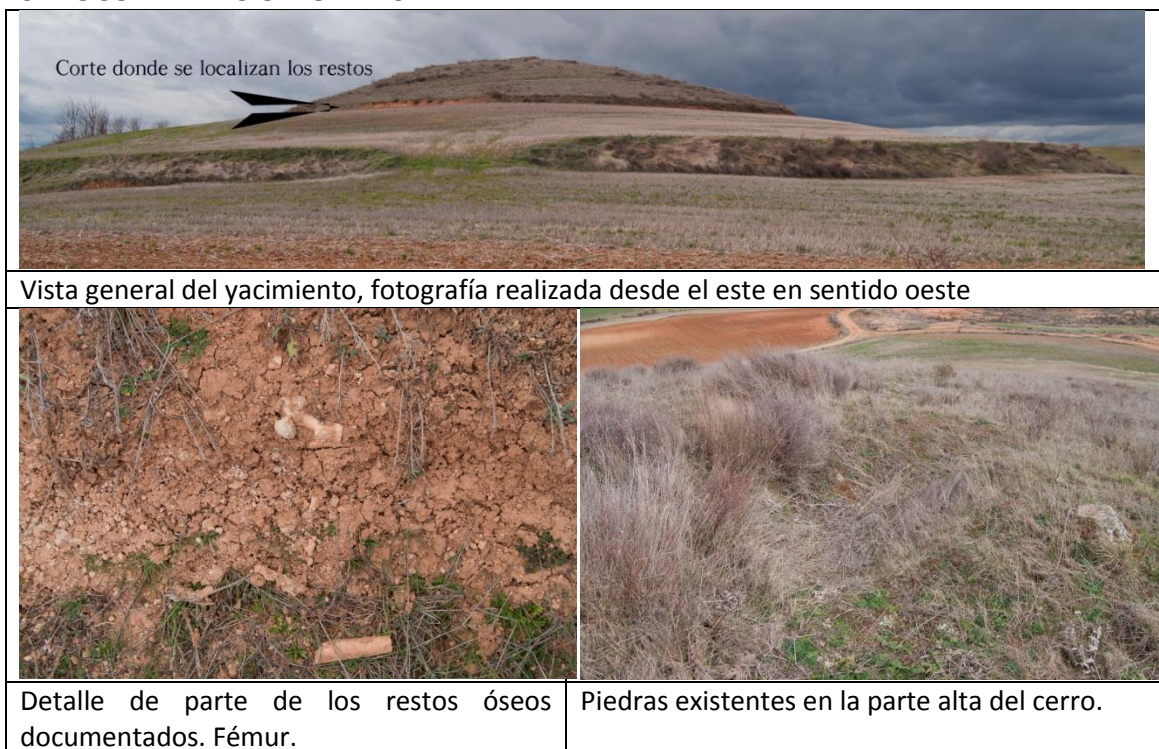 Corte donde se localizan los restos
Vista general del yacimiento, fotografía realizada desde el este en sentido oeste
Detalle de parte de los restos óseos
documentados. Fémur.
Piedras existentes en la parte alta del cerro.